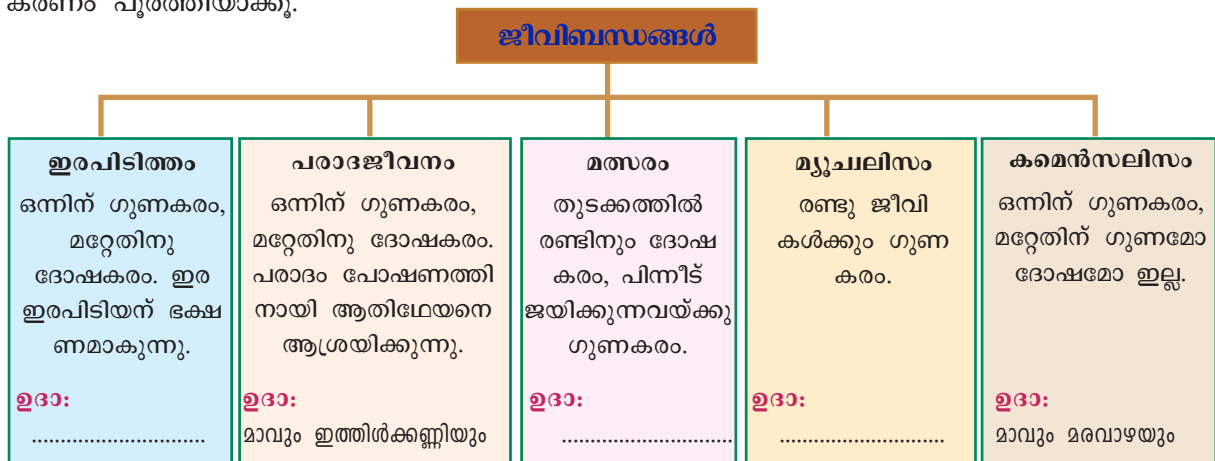 കരണം പൂർത്തിയാക്കൂ.
ജീവിബന്ധങ്ങൾ
ഇരപിടിത്തം
ഒന്നിന് ഗുണകരം,
മറ്റേതിനു
ദോഷകരം. ഇര
ഇരപിടിയന് ഭക്ഷ
ണമാകുന്നു.
ഉദാ:
..............................
പരാദജീവനം
ഒന്നിന് ഗുണകരം,
മറ്റേതിനു ദോഷകരം.
പരാദം പോഷണത്തി
നായി ആതിഥേയനെ
ആശ്രയിക്കുന്നു.
ഉദാ:
മാവും ഇത്തിൾക്കണ്ണിയും
മത്സരം
തുടക്കത്തിൽ
രണ്ടിനും ദോഷ
കരം, പിന്നീട്
ജയിക്കുന്നവയ്ക്കു
ഗുണകരം.
ഉദാ:
..............................
മ്യൂച്വലിസം
രണ്ടു ജീവി
കൾക്കും ഗുണ
കരം.
ഉദാ:
............................
കമെൻസലിസം
ഒന്നിന് ഗുണകരം,
മറ്റേതിന് ഗുണമോ
ദോഷമോ ഇല്ല.
ഉദാ:
മാവും മരവാഴയും